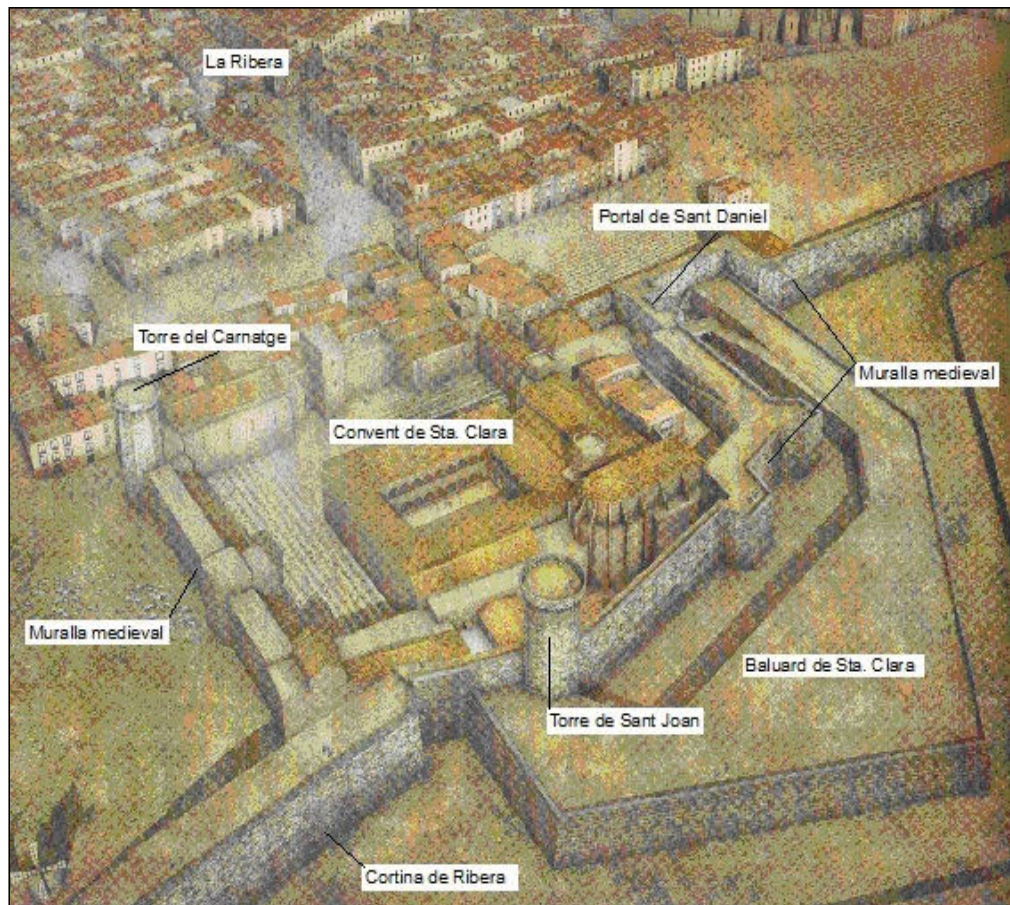 La Ribera
Portal de Sant Daniel
Torre del Carnatge
Muralla medieval
Convent de Sta. Clara
Muralla medieval
Baluard de Sta. Clara
Torre de Sant Joan
Cortina de Ribera